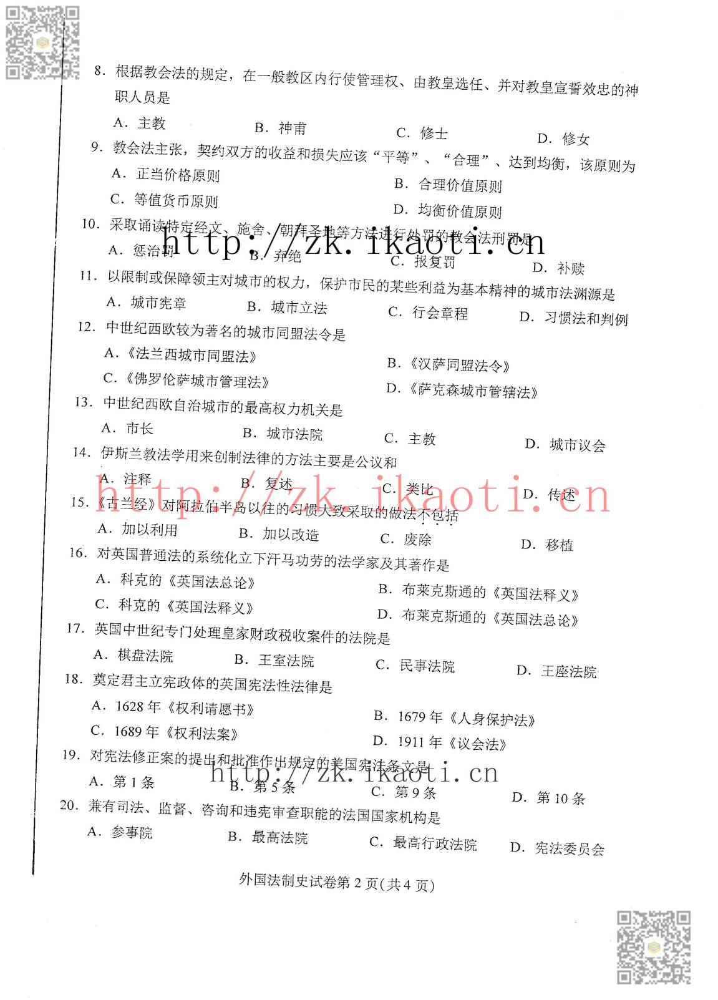 8．根据教会法的规定，在一般教区内行使管理权、由教皇选任、并对教皇宣誓效忠的神
职人员是
A．主教 B．神甫 C．修士 D．修女
9．教会法主张，契约双方的收益和损失应该“平等”、“合理”、达到均衡，该原则为
A．正当价格原则 B．合理价值原则
C．等值货币原则 D．均衡价值原则
10．采取诵读特定经文、施舍、朝拜圣地等方法进行处罚的教会法刑罚是
http://zk.ikaoti.cn
A．惩治罚 B．弃绝 C．报复罚 D．补赎
11．以限制或保障领主对城市的权力，保护市民的某些利益为基本精神的城市法渊源是
A．城市宪章 B．城市立法 C．行会章程 D．习惯法和判例
12．中世纪西欧较为著名的城市同盟法令是
A．《法兰西城市同盟法》 B．《汉萨同盟法令》
C．《佛罗伦萨城市管理法》 D．《萨克森城市管辖法》
13．中世纪西欧自治城市的最高权力机关是
A．市长 B．城市法院 C．主教 D．城市议会
14．伊斯兰教法学用来创制法律的方法主要是公议和
A．注释 B．复述 C．类比 D．传述
http://zk.ikaoti.cn
15．《古兰经》对阿拉伯半岛以往的习惯大致采取的做法不包括
A．加以利用 B．加以改造 C．废除 D．移植
16．对英国普通法的系统化立下汗马功劳的法学家及其著作是
A．科克的《英国法总论》 B．布莱克斯通的《英国法释义》
C．科克的《英国法释义》 D．布莱克斯通的《英国法总论》
17．英国中世纪专门处理皇家财政税收案件的法院是
A．棋盘法院 B．王室法院 C．民事法院 D．王座法院
18．奠定君主立宪政体的英国宪法性法律是
A．1628 年《权利请愿书》 B．1679 年《人身保护法》
C．1689 年《权利法案》 D．1911 年《议会法》
19．对宪法修正案的提出和批准作出规定的美国宪法条文是
http://zk.ikaoti.cn
A．第 1 条 B．第 5 条 C．第 9 条 D．第 10 条
20．兼有司法、监督、咨询和违宪审查职能的法国国家机构是
A．参事院 B．最高法院 C．最高行政法院 D．宪法委员会
外国法制史试卷第 2 页(共 4 页)